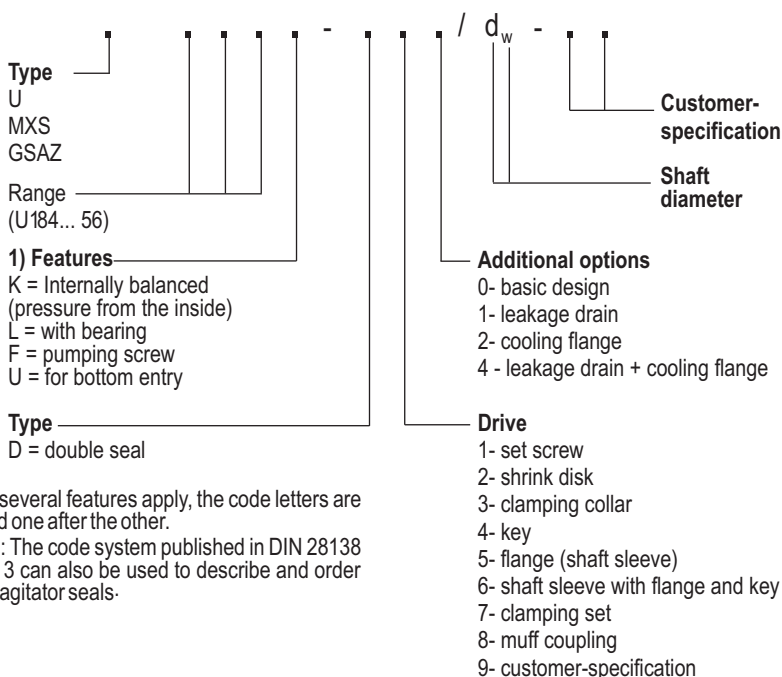 - / dw -
Type
U
MXS
GSAZ
Range
(U184... 56)
1) Features
K = Internally balanced
(pressure from the inside)
L = with bearing
F = pumping screw
U = for bottom entry
Type
D = double seal
several features apply, the code letters are
one after the other.
: The code system published in DIN 28138
3 can also be used to describe and order
agitator seals.
Customer-
specification
Shaft
diameter
Additional options
0- basic design
1- leakage drain
2- cooling flange
4 - leakage drain + cooling flange
Drive
1- set screw
2- shrink disk
3- clamping collar
4- key
5- flange (shaft sleeve)
6- shaft sleeve with flange and key
7- clamping set
8- muff coupling
9- customer-specification